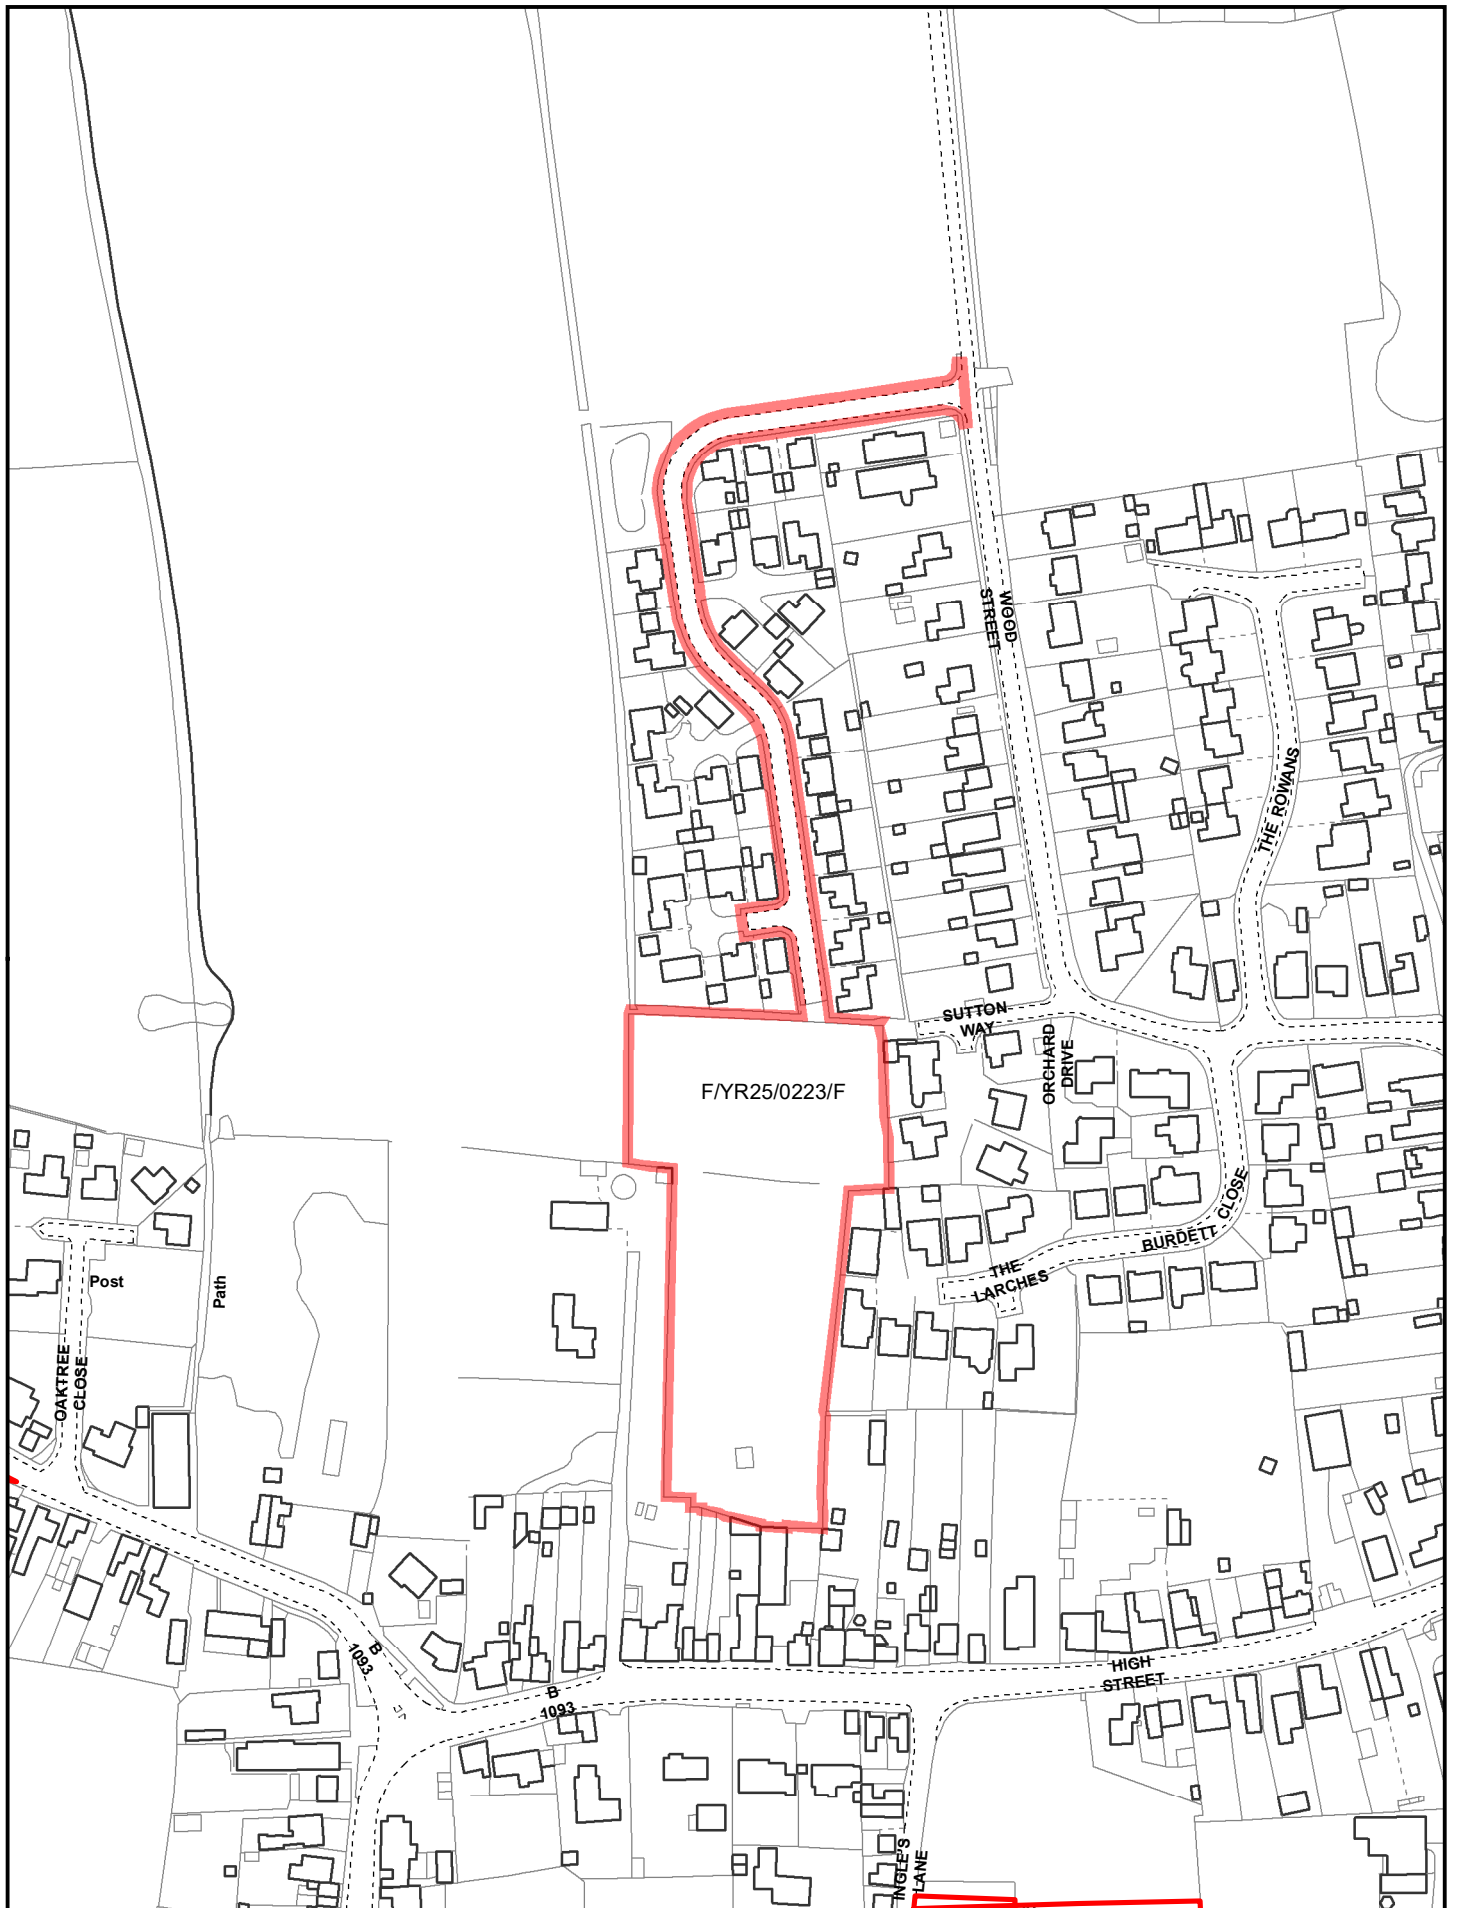 WOOD
STREET
THE ROWANS
SUTTON
WAY
ORCHARD
DRIVE
F/YR25/0223/F
CLOSE
BURDETT
THE
LARCHES
Post
Path
OAKTREE
CLOSE
B
1093
B
1093
HIGH
STREET
INGLE'S
LANE